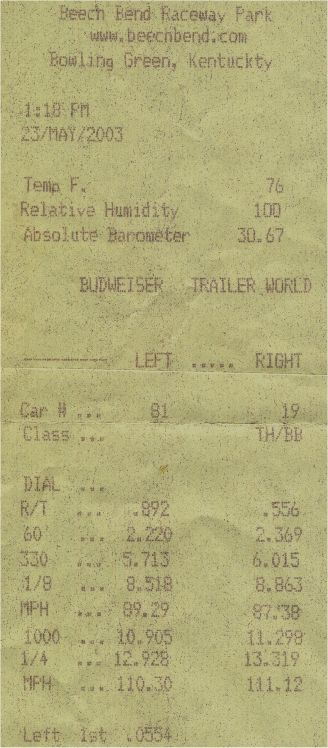 Beech Bend Raceway Park
www.beechbend.com
Bowling Green, Kentuckty
1:18 PM
23/MAY/2003
Temp F. 76
Relative Humidity 100
Absolute Barometer 30.67
BUDWEISER TRAILER WORLD
--------- LEFT ..... RIGHT
Car # ... 81 19
Class ... TH/BB
DIAL ...
R/T ... .892 .556
60' ... 2.220 2.369
330 ... 5.713 6.015
1/8 ... 8.518 8.863
MPH ... 89.29 87.38
1000 ... 10.905 11.298
1/4 ... 12.928 13.319
MPH ... 110.30 111.12
Left 1st .0554